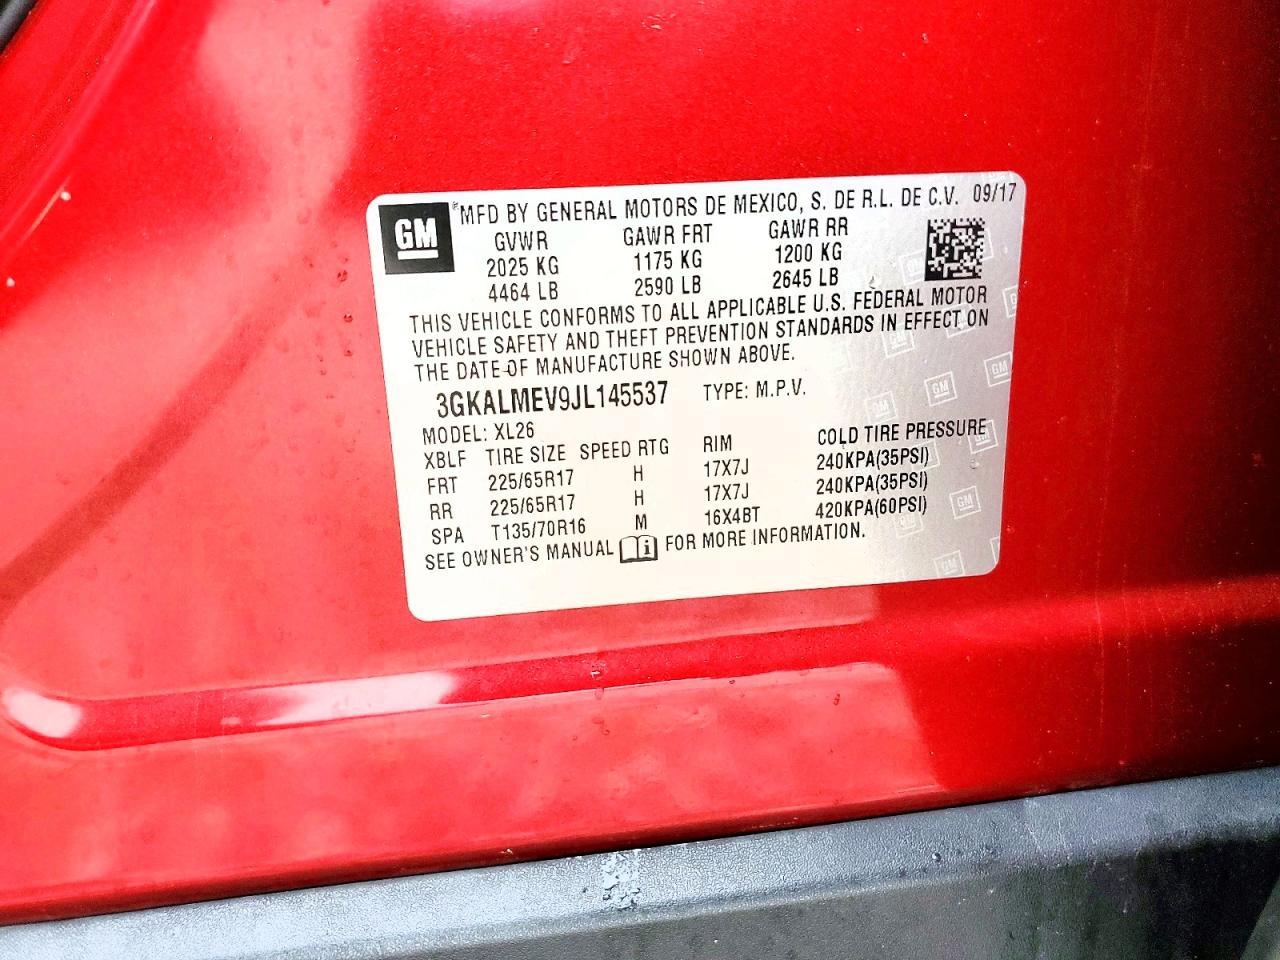 GM
®MFD BY GENERAL MOTORS DE MEXICO, S. DE R.L. DE C.V. 09/17
GVWR GAWR FRT GAWR RR
2025 KG 1175 KG 1200 KG
4464 LB 2590 LB 2645 LB
THIS VEHICLE CONFORMS TO ALL APPLICABLE U.S. FEDERAL MOTOR
VEHICLE SAFETY AND THEFT PREVENTION STANDARDS IN EFFECT ON
THE DATE OF MANUFACTURE SHOWN ABOVE.
3GKALMEV9JL145537 TYPE: M.P.V.
MODEL: XL26
XBLF TIRE SIZE SPEED RTG RIM COLD TIRE PRESSURE
FRT 225/65R17 H 17X7J 240KPA(35PSI)
RR 225/65R17 H 17X7J 240KPA(35PSI)
SPA T135/70R16 M 16X4BT 420KPA(60PSI)
SEE OWNER'S MANUAL i FOR MORE INFORMATION.